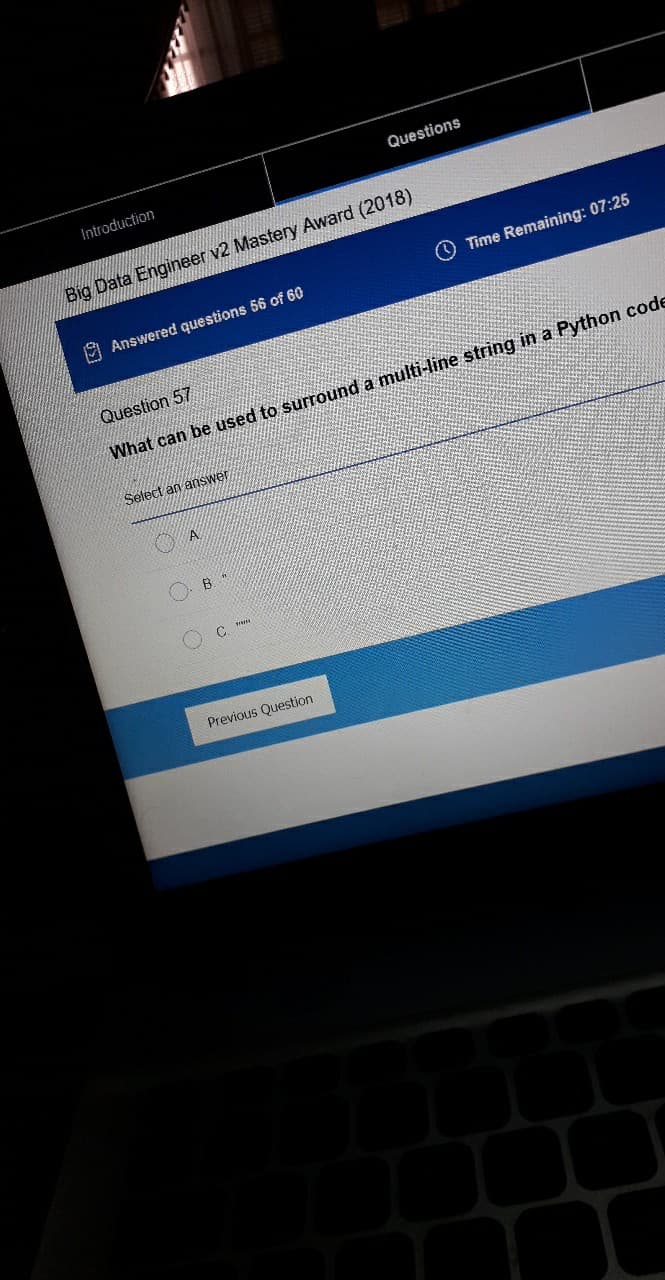 Introduction
Questions
Big Data Engineer v2 Mastery Award (2018)
Answered questions 56 of 60
Time Remaining: 07:25
Question 57
What can be used to surround a multi-line string in a Python code
Select an answer
A
B "
C """
Previous Question